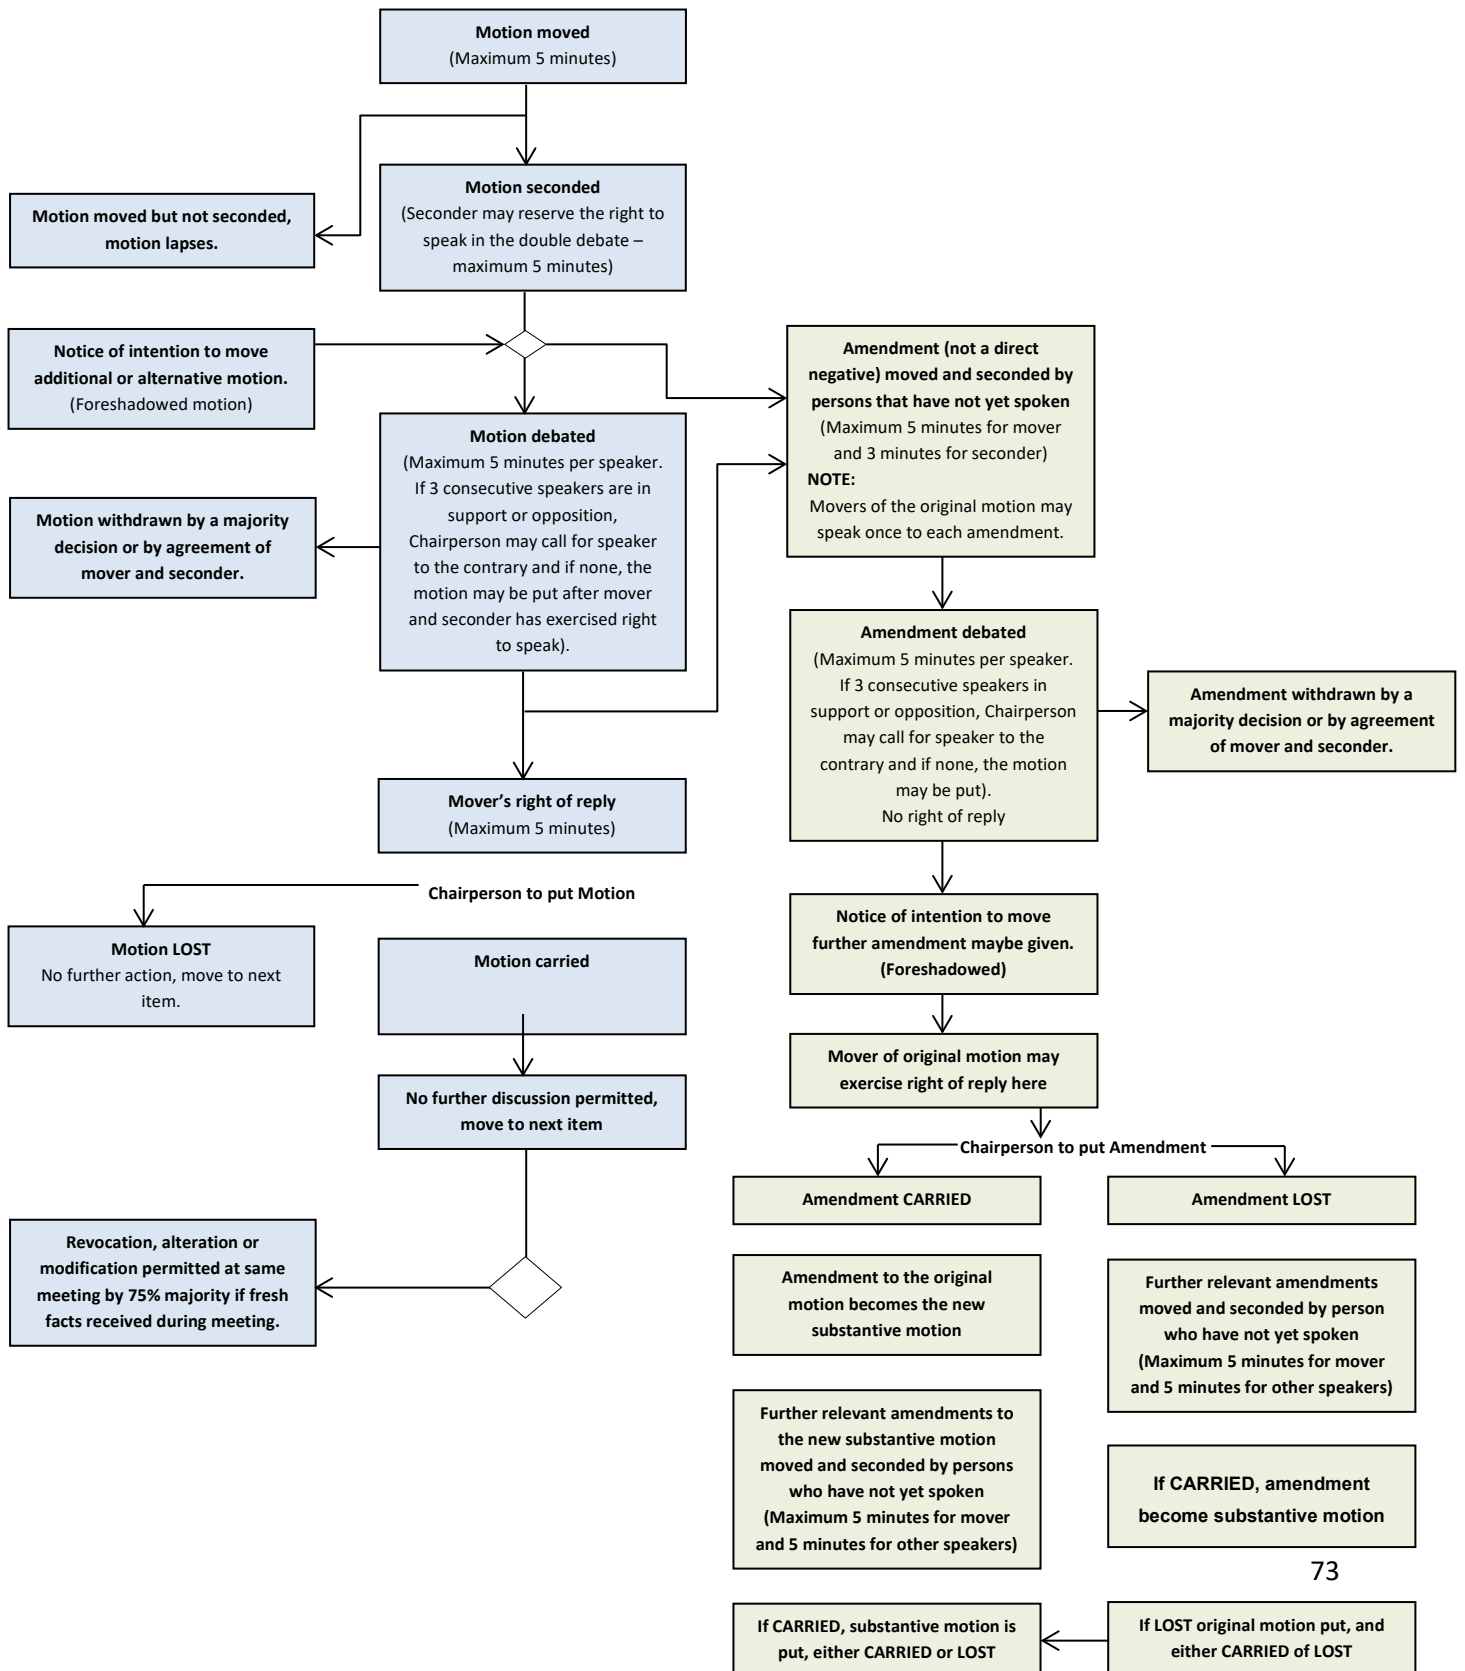 Motion moved
(Maximum 5 minutes)
Motion seconded
(Seconder may reserve the right to
speak in the double debate –
maximum 5 minutes)
Motion moved but not seconded,
motion lapses.
Notice of intention to move
additional or alternative motion.
(Foreshadowed motion)
Motion debated
(Maximum 5 minutes per speaker.
If 3 consecutive speakers are in
support or opposition,
Chairperson may call for speaker
to the contrary and if none, the
motion may be put after mover
and seconder has exercised right
to speak).
Motion withdrawn by a majority
decision or by agreement of
mover and seconder.
Mover’s right of reply
(Maximum 5 minutes)
Chairperson to put Motion
Motion LOST
No further action, move to next
item.
Motion carried
No further discussion permitted,
move to next item
Revocation, alteration or
modification permitted at same
meeting by 75% majority if fresh
facts received during meeting.
Amendment (not a direct
negative) moved and seconded by
persons that have not yet spoken
(Maximum 5 minutes for mover
and 3 minutes for seconder)
NOTE:
Movers of the original motion may
speak once to each amendment.
Amendment debated
(Maximum 5 minutes per speaker.
If 3 consecutive speakers in
support or opposition, Chairperson
may call for speaker to the
contrary and if none, the motion
may be put).
No right of reply
Amendment withdrawn by a
majority decision or by agreement
of mover and seconder.
Notice of intention to move
further amendment maybe given.
(Foreshadowed)
Mover of original motion may
exercise right of reply here
Chairperson to put Amendment
Amendment CARRIED
Amendment to the original
motion becomes the new
substantive motion
Further relevant amendments to
the new substantive motion
moved and seconded by persons
who have not yet spoken
(Maximum 5 minutes for mover
and 5 minutes for other speakers)
If CARRIED, substantive motion is
put, either CARRIED or LOST
Amendment LOST
Further relevant amendments
moved and seconded by person
who have not yet spoken
(Maximum 5 minutes for mover
and 5 minutes for other speakers)
If CARRIED, amendment
become substantive motion
73
If LOST original motion put, and
either CARRIED of LOST